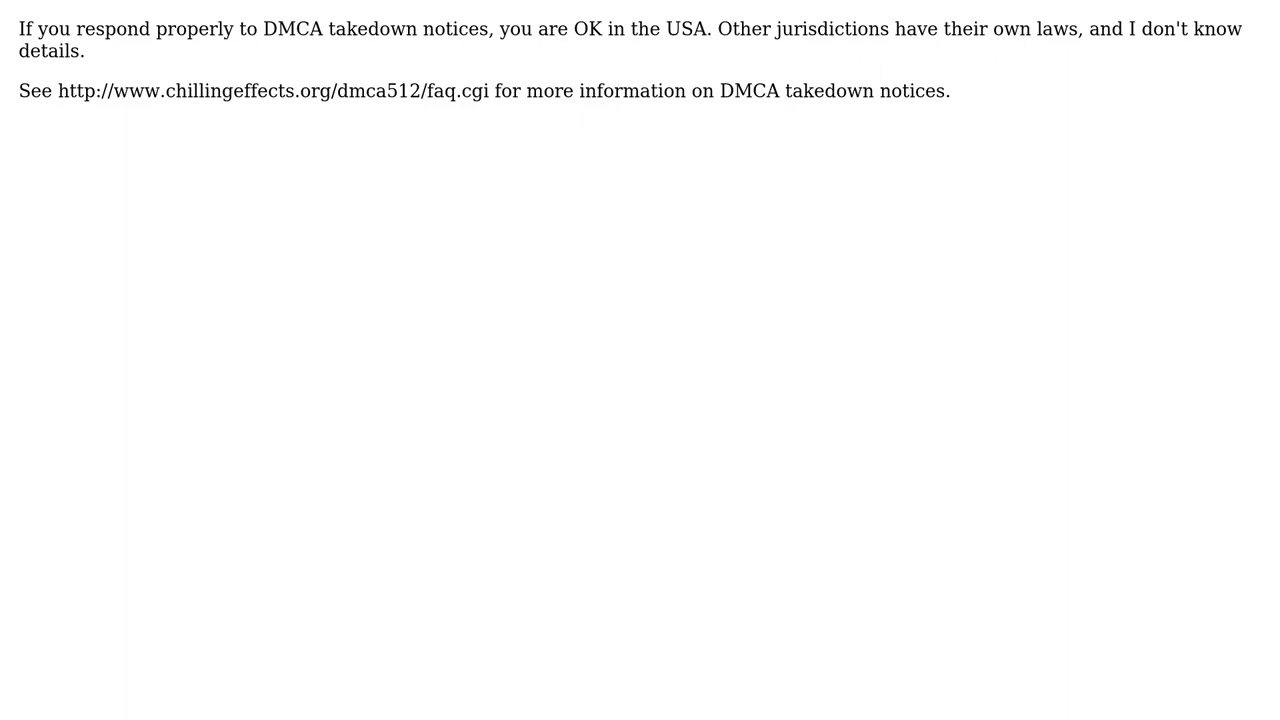 If you respond properly to DMCA takedown notices, you are OK in the USA. Other jurisdictions have their own laws, and I don't know
details.
See http://www.chillingeffects.org/dmca512/faq.cgi for more information on DMCA takedown notices.